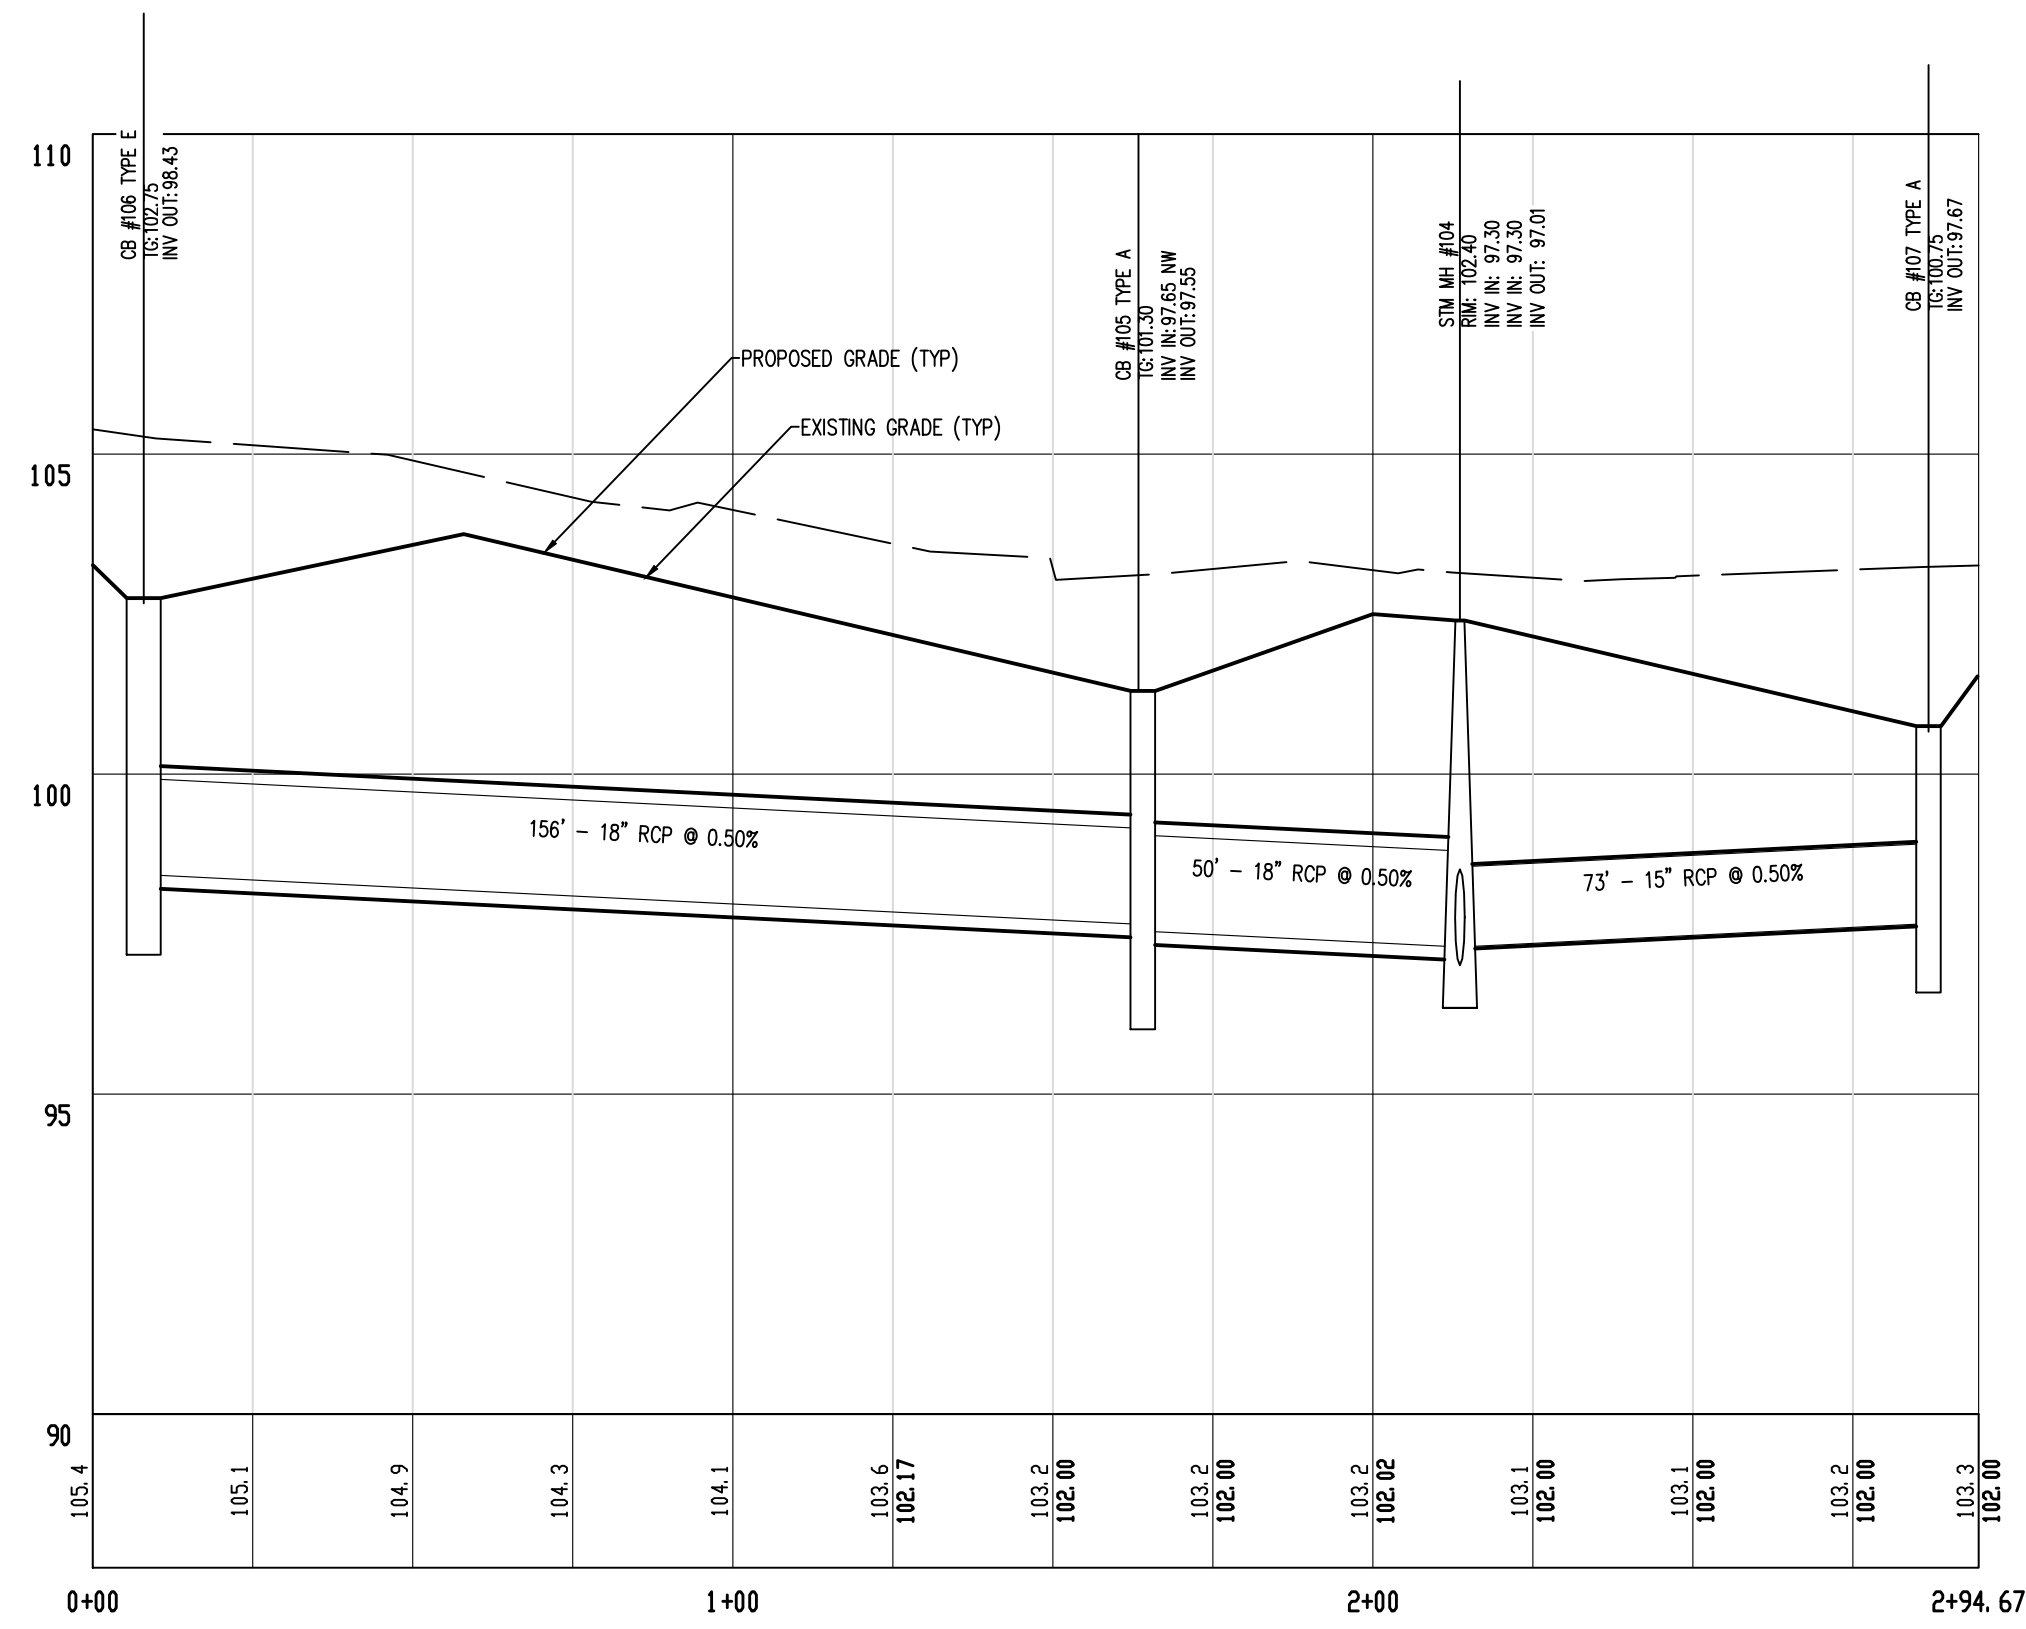 CB #106 TYPE E
TG:102.75
INV OUT:98.43
CB #105 TYPE A
TG:101.30
INV IN:97.65 NW
INV OUT:97.55
STM MH #104
RIM: 102.40
INV IN: 97.30
INV IN: 97.30
INV OUT: 97.01
CB #107 TYPE A
TG:100.75
INV OUT:97.67
PROPOSED GRADE (TYP)
EXISTING GRADE (TYP)
110
105
100
95
90
156' - 18" RCP @ 0.50%
50' - 18" RCP @ 0.50%
73' - 15" RCP @ 0.50%
105.4
105.1
104.9
104.3
104.1
103.6
102.17
103.2
102.00
103.2
102.00
103.2
102.02
103.1
102.00
103.1
102.00
103.2
102.00
103.3
102.00
0+00
1+00
2+00
2+94.67